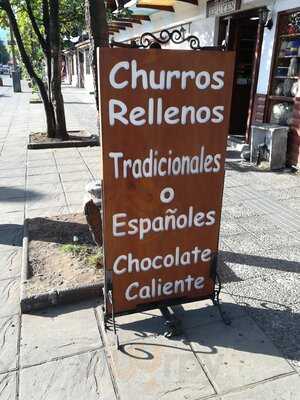 Churros
Rellenos
Tradicionales
o
Españoles
Chocolate
Caliente